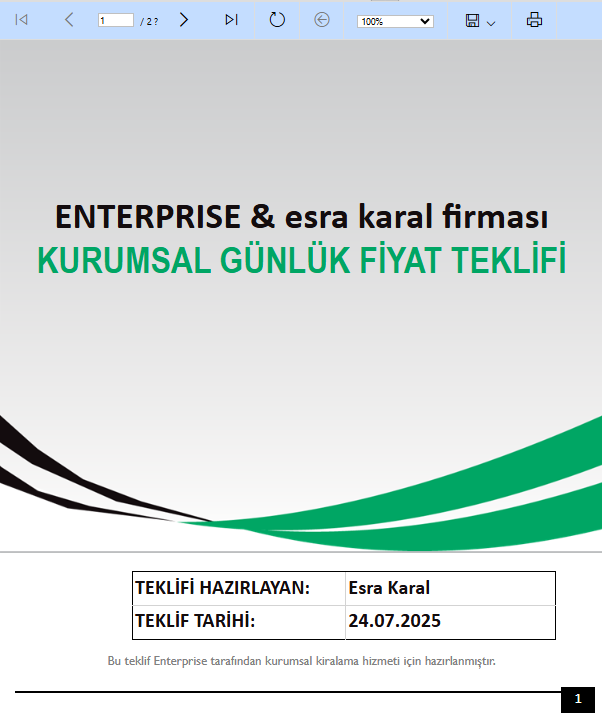 1 / 2 ? 100%
ENTERPRISE & esra karal firması
KURUMSAL GÜNLÜK FİYAT TEKLİFİ
TEKLİFİ HAZIRLAYAN: Esra Karal
TEKLİF TARİHİ: 24.07.2025
Bu teklif Enterprise tarafından kurumsal kiralama hizmeti için hazırlanmıştır.
1